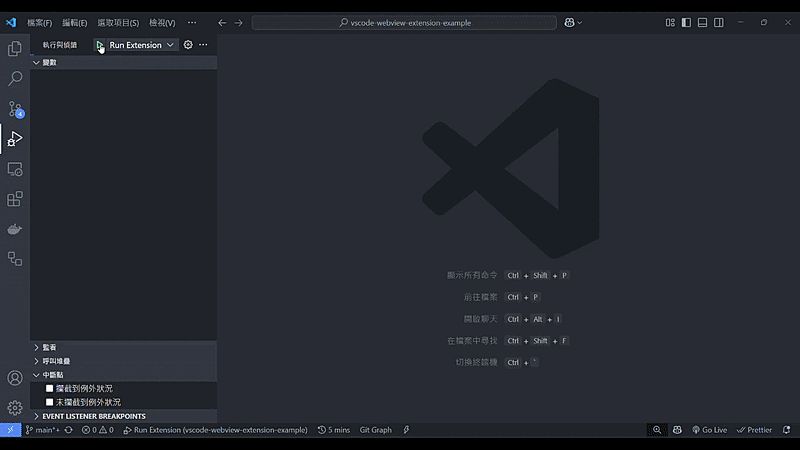 檔案(F) 編輯(E) 選取項目(S) 檢視(V) ···
vscode-webview-extension-example
執行與偵錯 Run Extension ···
變數
4
顯示所有命令 Ctrl + Shift + P
前往檔案 Ctrl + P
開啟聊天 Ctrl + Alt + I
在檔案中尋找 Ctrl + Shift + F
切換終端機 Ctrl + `
監看
呼叫堆疊
中斷點
攔截到例外狀況
未攔截到例外狀況
EVENT LISTENER BREAKPOINTS
main*+ 0 0 Run Extension (vscode-webview-extension-example) 5 mins Git Graph Go Live Prettier